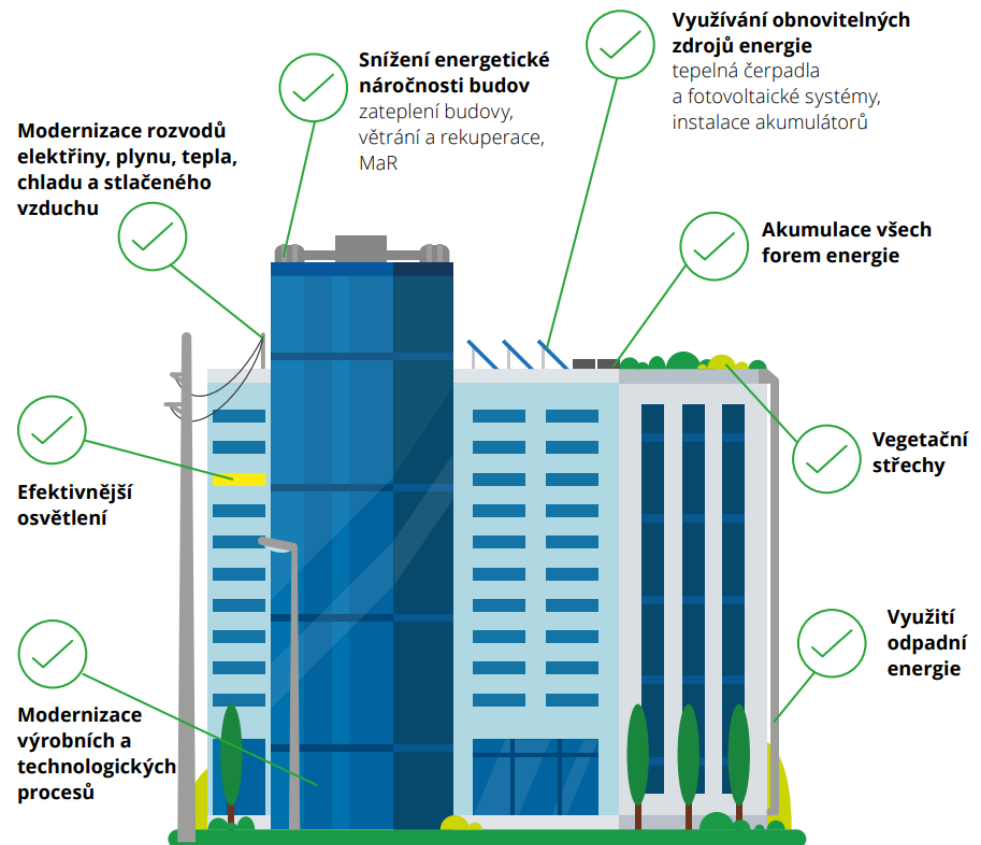 Využívání obnovitelných
zdrojů energie
tepelná čerpadla
a fotovoltaické systémy,
instalace akumulátorů
Snížení energetické
náročnosti budov
zateplení budovy,
větrání a rekuperace,
MaR
Modernizace rozvodů
elektřiny, plynu, tepla,
chladu a stlačeného
vzduchu
Akumulace všech
forem energie
Vegetační
střechy
Efektivnější
osvětlení
Využití
odpadní
energie
Modernizace
výrobních a
technologických
procesů